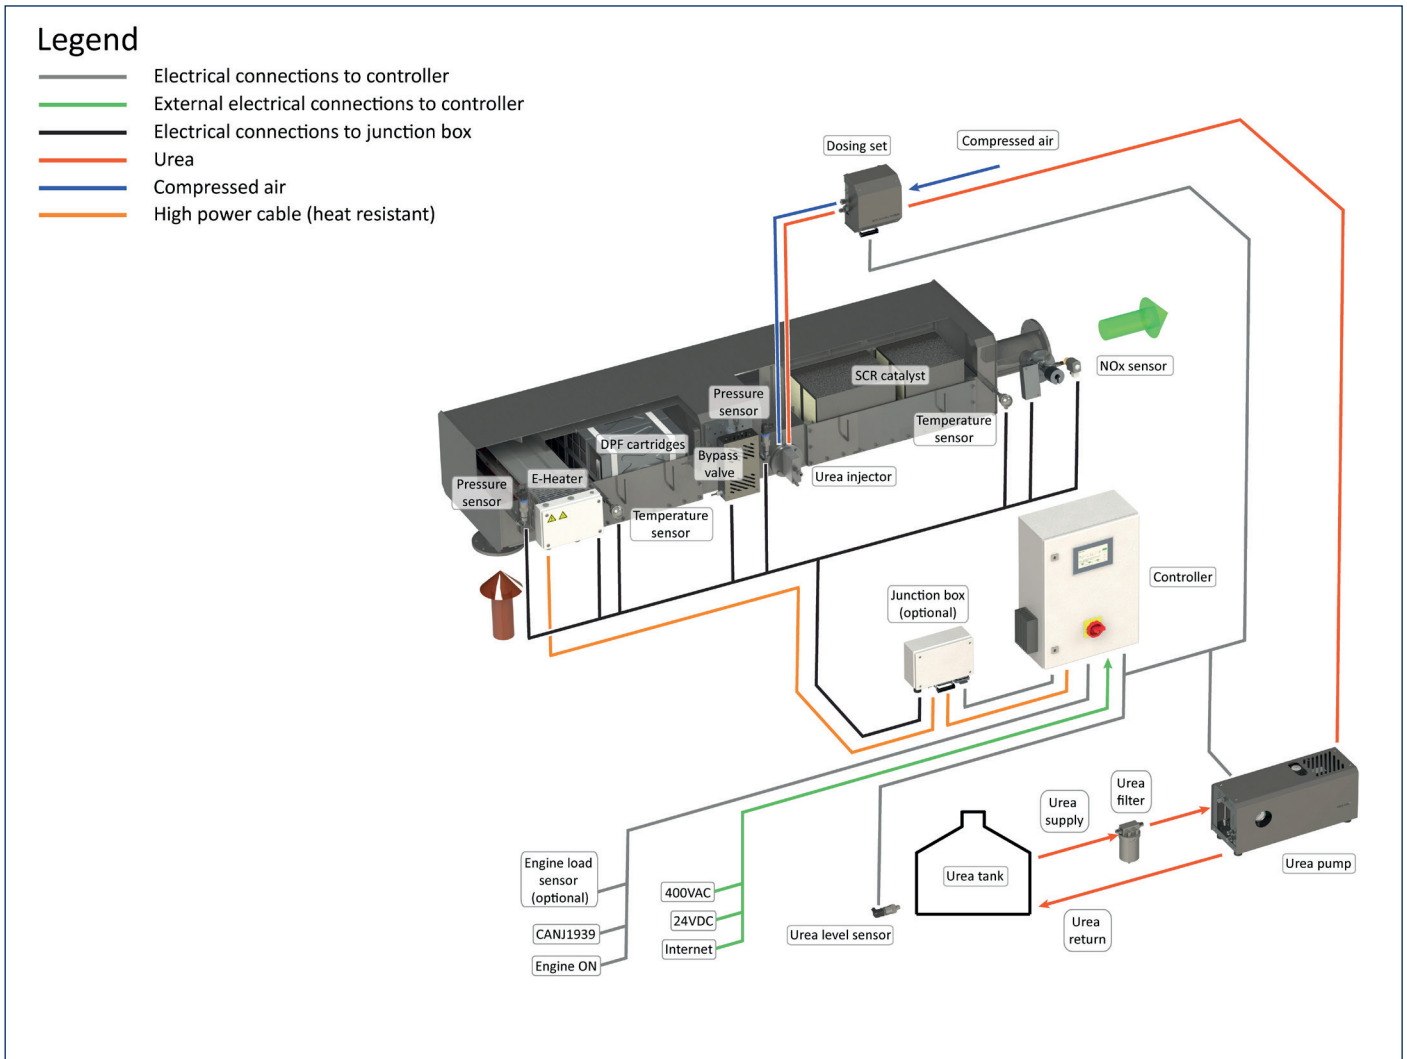 Legend
Electrical connections to controller
External electrical connections to controller
Electrical connections to junction box
Urea
Compressed air
High power cable (heat resistant)
Dosing set
Compressed air
NOx sensor
SCR catalyst
Pressure
sensor
Temperature
sensor
DPF cartridges
Bypass
valve
Urea injector
E-Heater
Pressure
sensor
Temperature
sensor
Controller
Junction box
(optional)
Urea
filter
Urea
supply
Urea pump
Urea tank
Urea
return
Urea level sensor
Engine load
sensor
(optional)
CANJ1939
Engine ON
400VAC
24VDC
Internet